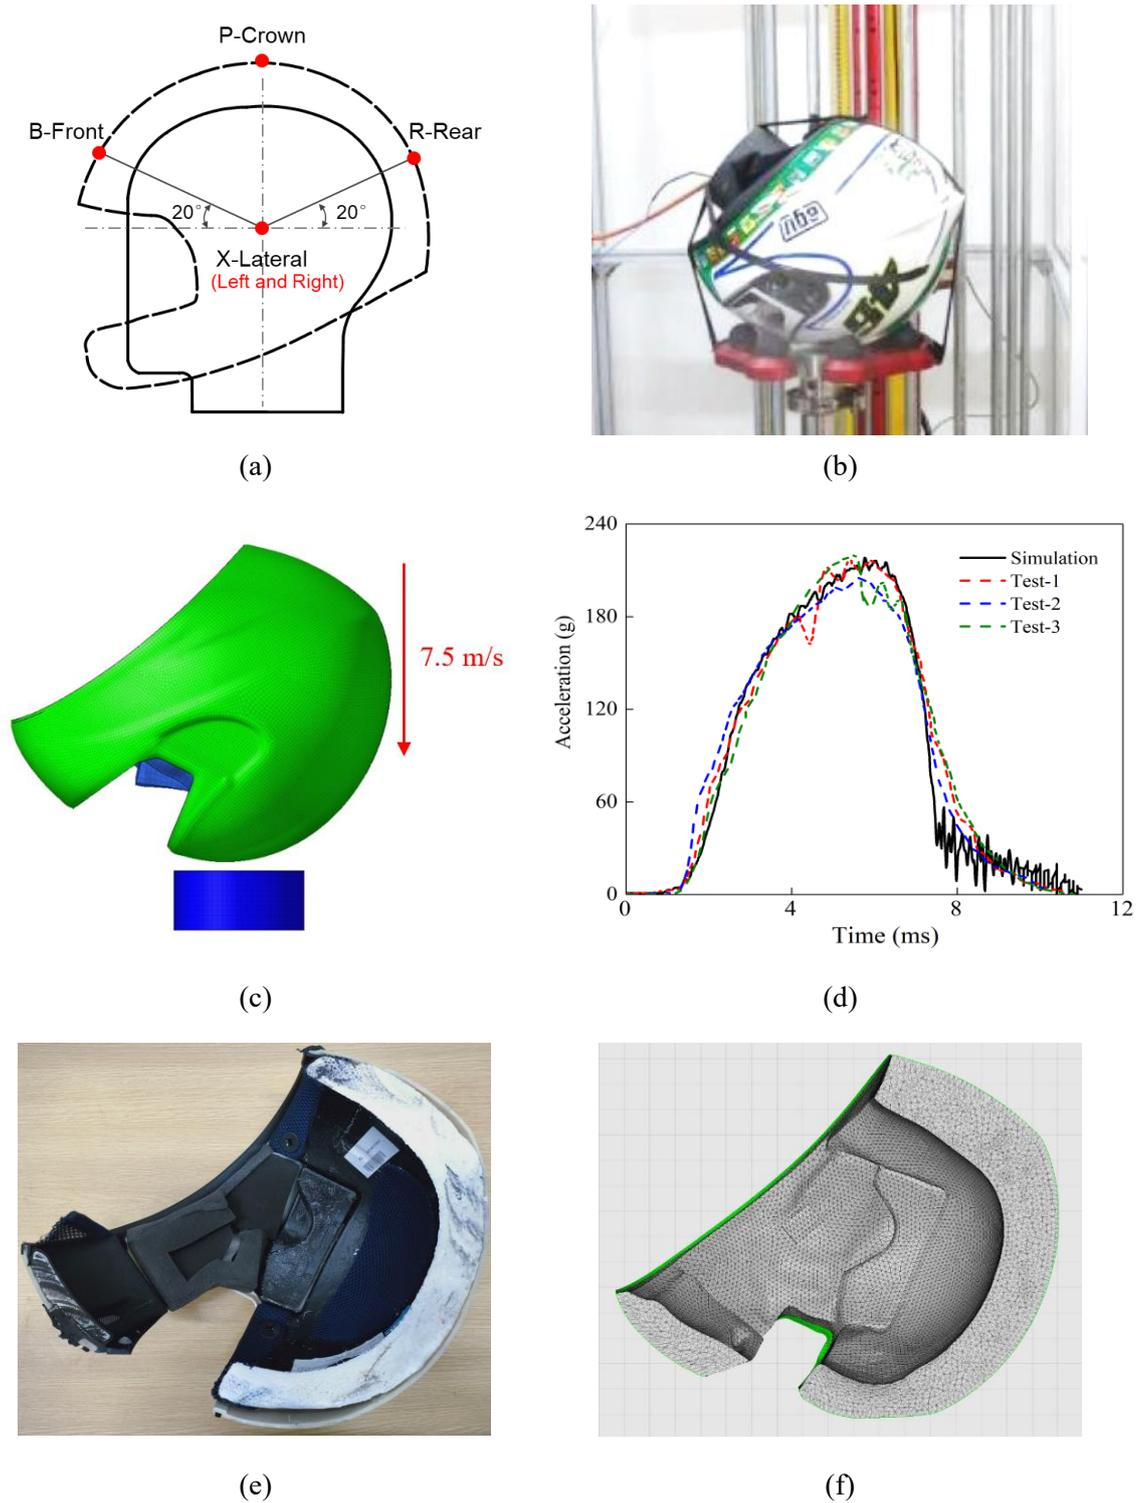 P-Crown
B-Front
R-Rear
20°
20°
X-Lateral
(Left and Right)
(a)
(b)
7.5 m/s
(c)
240
180
120
60
0
Acceleration (g)
Simulation
Test-1
Test-2
Test-3
0
4
8
12
Time (ms)
(d)
(e)
(f)